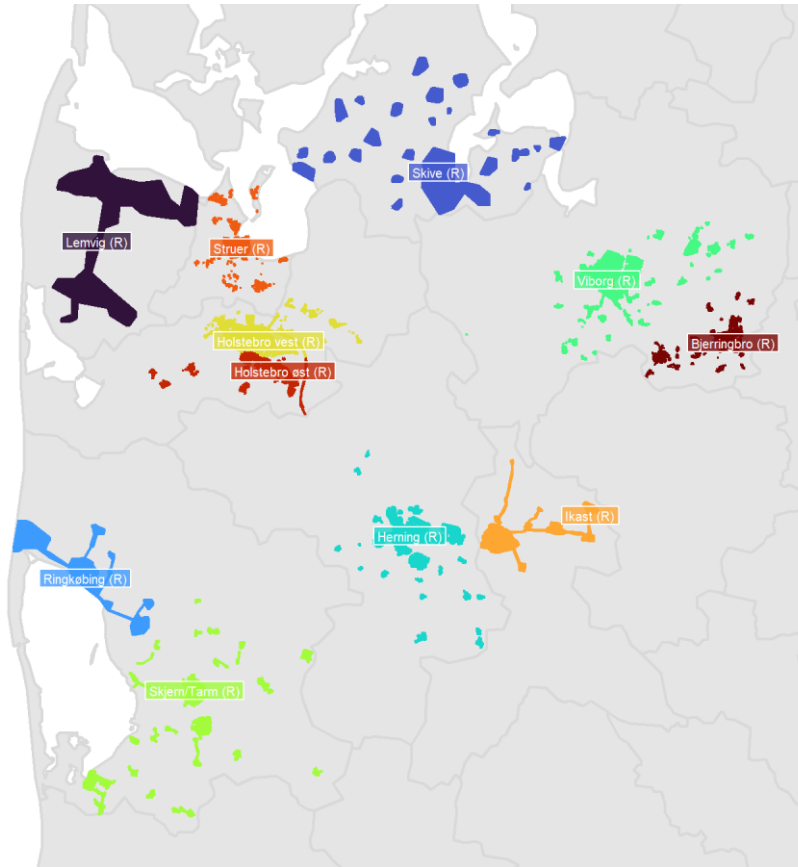 Skive (R)
Lemvig (R)
Struer (R)
Viborg (R)
Holstebro vest (R)
Bjerringbro (R)
Holstebro øst (R)
Ikast (R)
Herning (R)
Ringkøbing (R)
Skjern/Tarm (R)